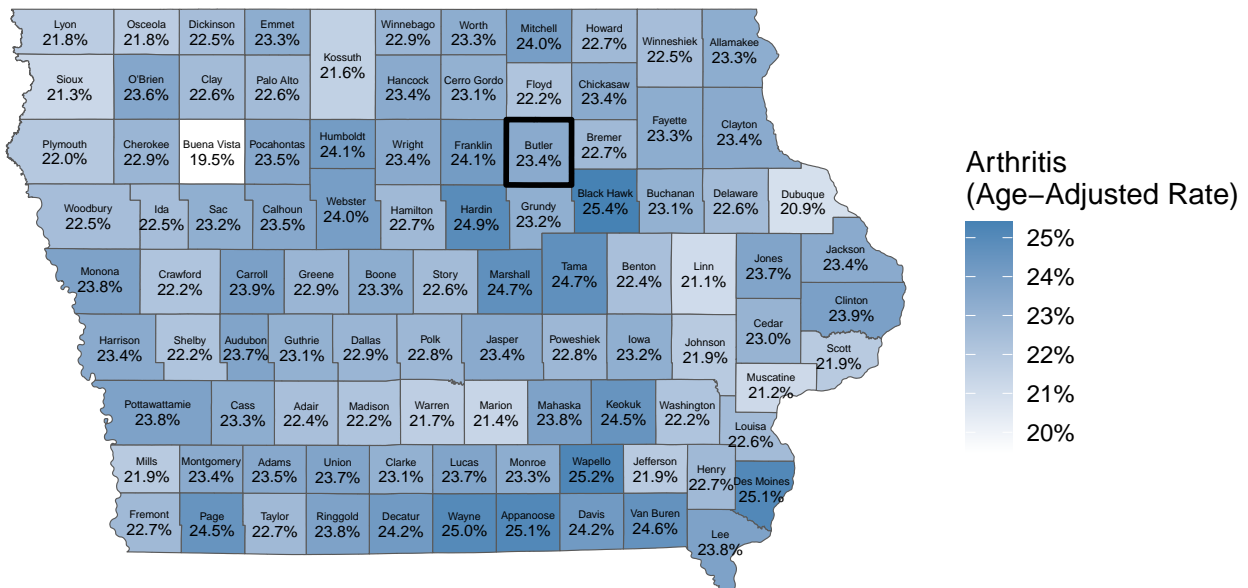 Lyon
21.8%
Osceola
21.8%
Dickinson
22.5%
Emmet
23.3%
Kossuth
21.6%
Winnebago
22.9%
Worth
23.3%
Mitchell
24.0%
Howard
22.7%
Winneshiek
22.5%
Allamakee
23.3%
Sioux
21.3%
O'Brien
23.6%
Clay
22.6%
Palo Alto
22.6%
Hancock
23.4%
Cerro Gordo
23.1%
Floyd
22.2%
Chickasaw
23.4%
Fayette
23.3%
Clayton
23.4%
Plymouth
22.0%
Cherokee
22.9%
Buena Vista
19.5%
Pocahontas
23.5%
Humboldt
24.1%
Wright
23.4%
Franklin
24.1%
Butler
23.4%
Bremer
22.7%
Woodbury
22.5%
Ida
22.5%
Sac
23.2%
Calhoun
23.5%
Webster
24.0%
Hamilton
22.7%
Hardin
24.9%
Grundy
23.2%
Black Hawk
25.4%
Buchanan
23.1%
Delaware
22.6%
Dubuque
20.9%
Monona
23.8%
Crawford
22.2%
Carroll
23.9%
Greene
22.9%
Boone
23.3%
Story
22.6%
Marshall
24.7%
Tama
24.7%
Benton
22.4%
Linn
21.1%
Jones
23.7%
Jackson
23.4%
Clinton
23.9%
Harrison
23.4%
Shelby
22.2%
Audubon
23.7%
Guthrie
23.1%
Dallas
22.9%
Polk
22.8%
Jasper
23.4%
Poweshiek
22.8%
Iowa
23.2%
Johnson
21.9%
Cedar
23.0%
Scott
21.9%
Muscatine
21.2%
Pottawattamie
23.8%
Cass
23.3%
Adair
22.4%
Madison
22.2%
Warren
21.7%
Marion
21.4%
Mahaska
23.8%
Keokuk
24.5%
Washington
22.2%
Louisa
22.6%
Mills
21.9%
Montgomery
23.4%
Adams
23.5%
Union
23.7%
Clarke
23.1%
Lucas
23.7%
Monroe
23.3%
Wapello
25.2%
Jefferson
21.9%
Henry
22.7%
Des Moines
25.1%
Fremont
22.7%
Page
24.5%
Taylor
22.7%
Ringgold
23.8%
Decatur
24.2%
Wayne
25.0%
Appanoose
25.1%
Davis
24.2%
Van Buren
24.6%
Lee
23.8%
Arthritis
(Age−Adjusted Rate)
25%
24%
23%
22%
21%
20%